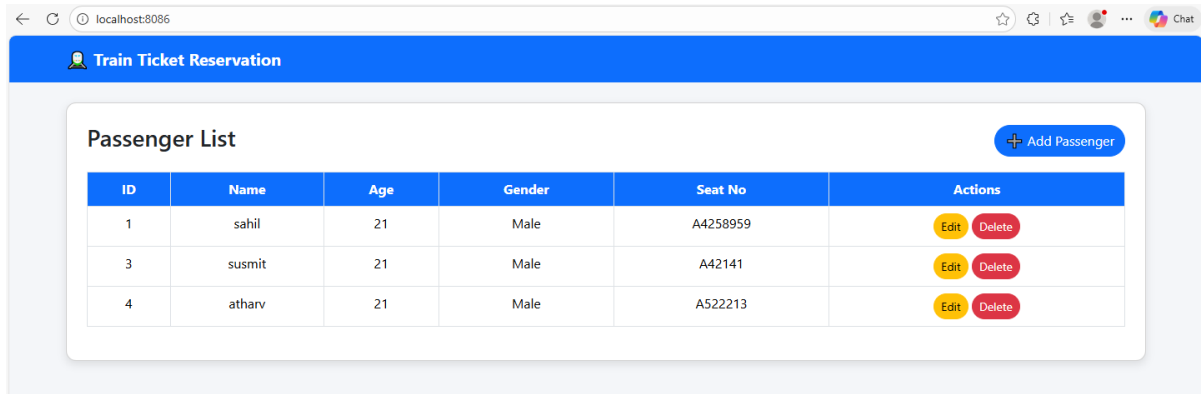 localhost:8086
Chat
Train Ticket Reservation
Passenger List
Add Passenger
ID Name Age Gender Seat No Actions
1 sahil 21 Male A4258959 Edit Delete
3 susmit 21 Male A42141 Edit Delete
4 atharv 21 Male A522213 Edit Delete